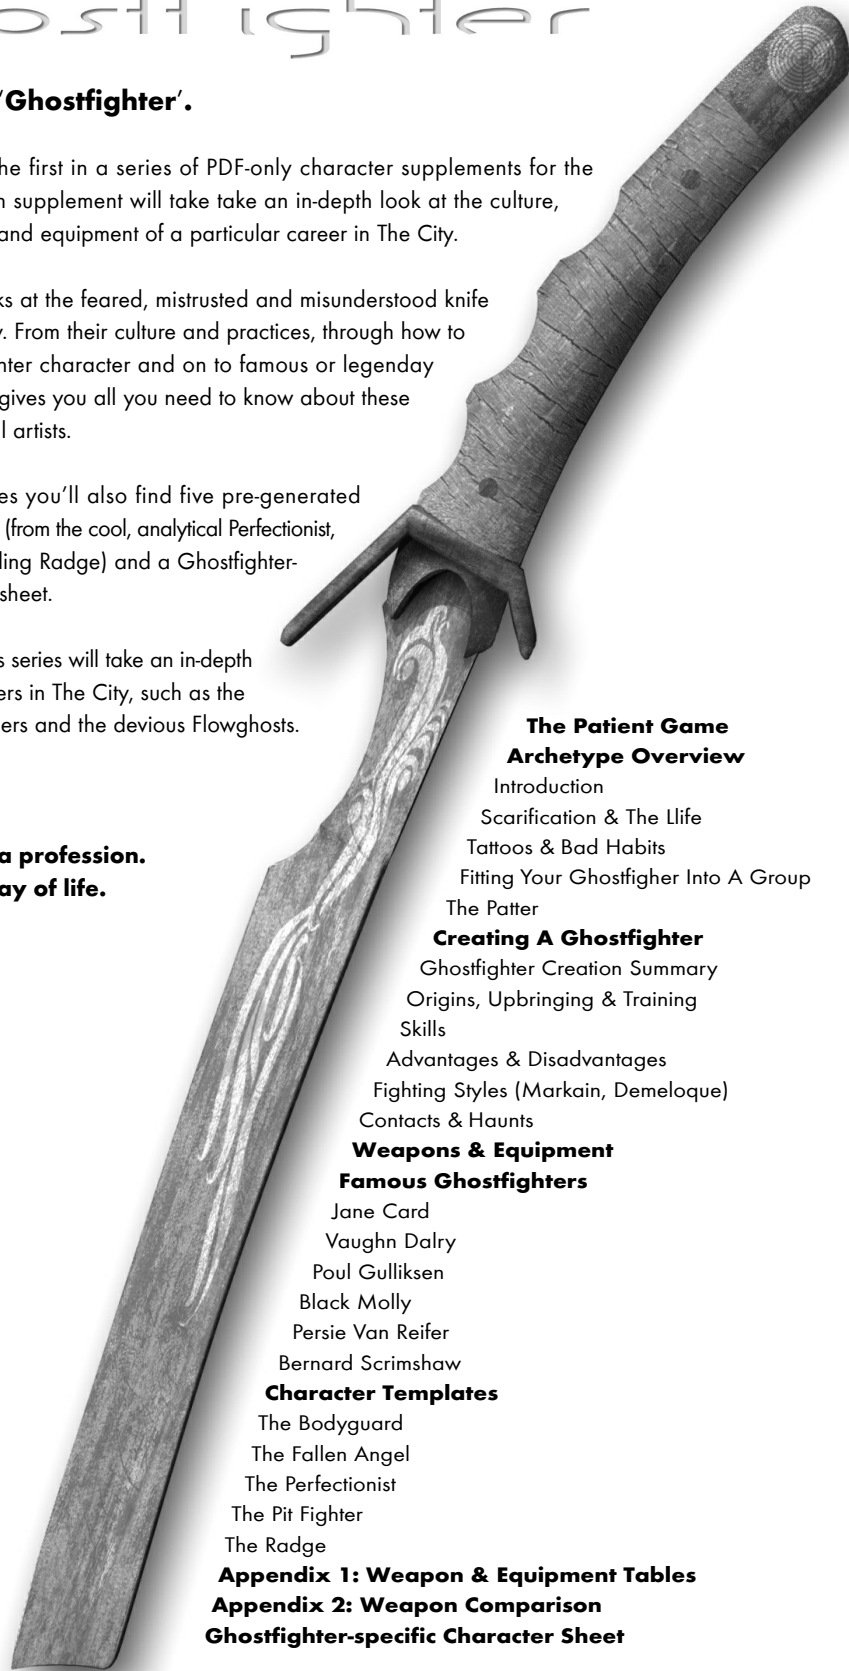 ostfighter
'Ghostfighter'.
he first in a series of PDF-only character supplements for the
h supplement will take take an in-depth look at the culture,
and equipment of a particular career in The City.
ks at the feared, mistrusted and misunderstood knife
y. From their culture and practices, through how to
hter character and on to famous or legenday
gives you all you need to know about these
l artists.
es you'll also find five pre-generated
(from the cool, analytical Perfectionist,
ling Radge) and a Ghostfighter-
sheet.
s series will take an in-depth
ers in The City, such as the
ers and the devious Flowghosts.
a profession.
ay of life.
The Patient Game
Archetype Overview
Introduction
Scarification & The Llife
Tattoos & Bad Habits
Fitting Your Ghostfigher Into A Group
The Patter
Creating A Ghostfighter
Ghostfighter Creation Summary
Origins, Upbringing & Training
Skills
Advantages & Disadvantages
Fighting Styles (Markain, Demeloque)
Contacts & Haunts
Weapons & Equipment
Famous Ghostfighters
Jane Card
Vaughn Dalry
Poul Gulliksen
Black Molly
Persie Van Reifer
Bernard Scrimshaw
Character Templates
The Bodyguard
The Fallen Angel
The Perfectionist
The Pit Fighter
The Radge
Appendix 1: Weapon & Equipment Tables
Appendix 2: Weapon Comparison
Ghostfighter-specific Character Sheet